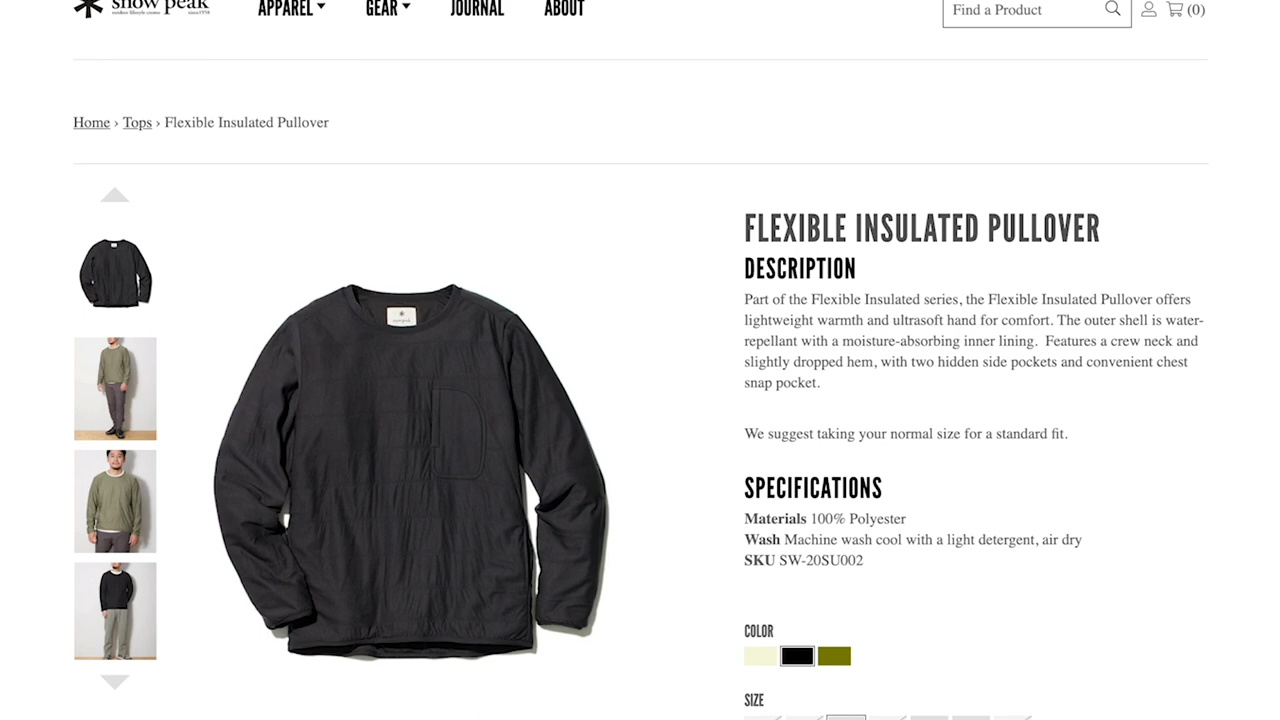 snow peak
APPAREL
GEAR
JOURNAL
ABOUT
Find a Product
(0)
Home › Tops › Flexible Insulated Pullover
FLEXIBLE INSULATED PULLOVER
DESCRIPTION
Part of the Flexible Insulated series, the Flexible Insulated Pullover offers
lightweight warmth and ultrasoft hand for comfort. The outer shell is water-
repellant with a moisture-absorbing inner lining.  Features a crew neck and
slightly dropped hem, with two hidden side pockets and convenient chest
snap pocket.
We suggest taking your normal size for a standard fit.
SPECIFICATIONS
Materials 100% Polyester
Wash Machine wash cool with a light detergent, air dry
SKU SW-20SU002
COLOR
SIZE